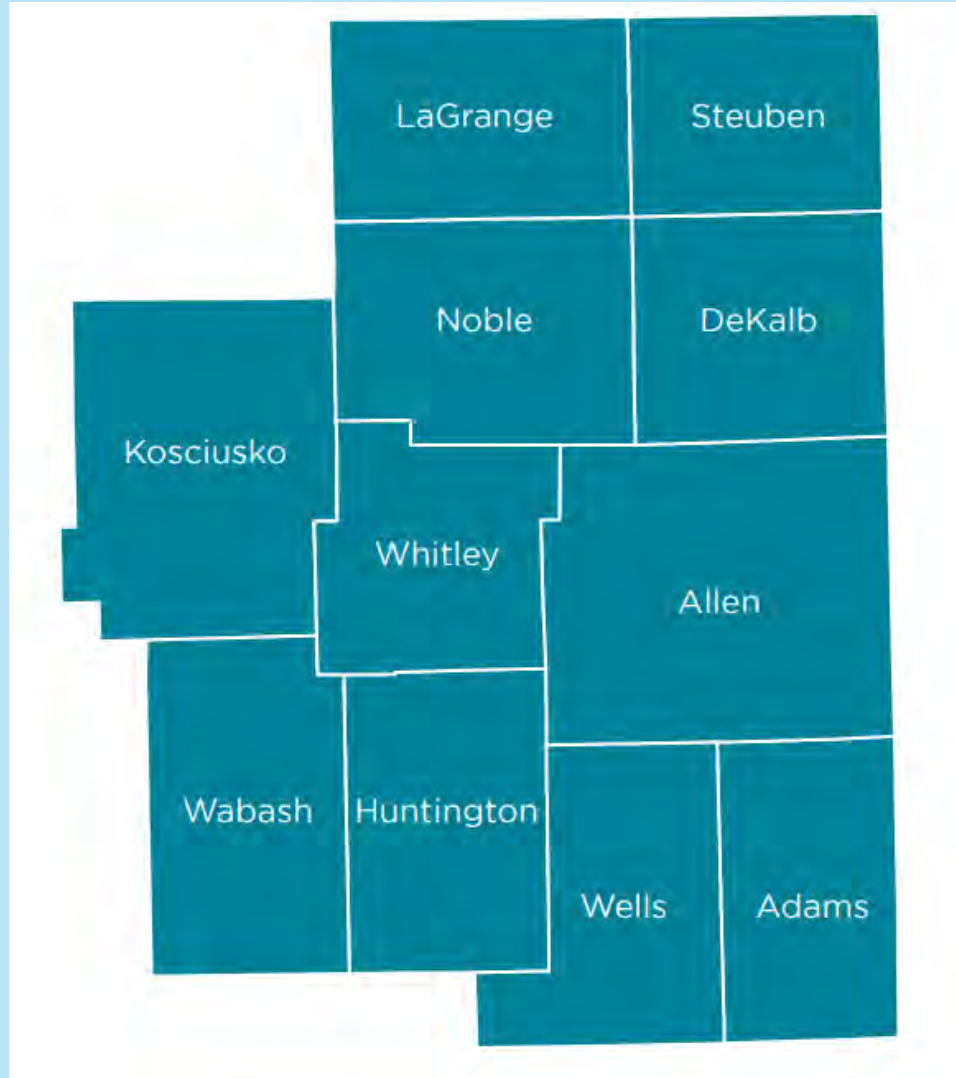 LaGrange
Steuben
Noble
DeKalb
Kosciusko
Whitley
Allen
Wabash
Huntington
Wells
Adams